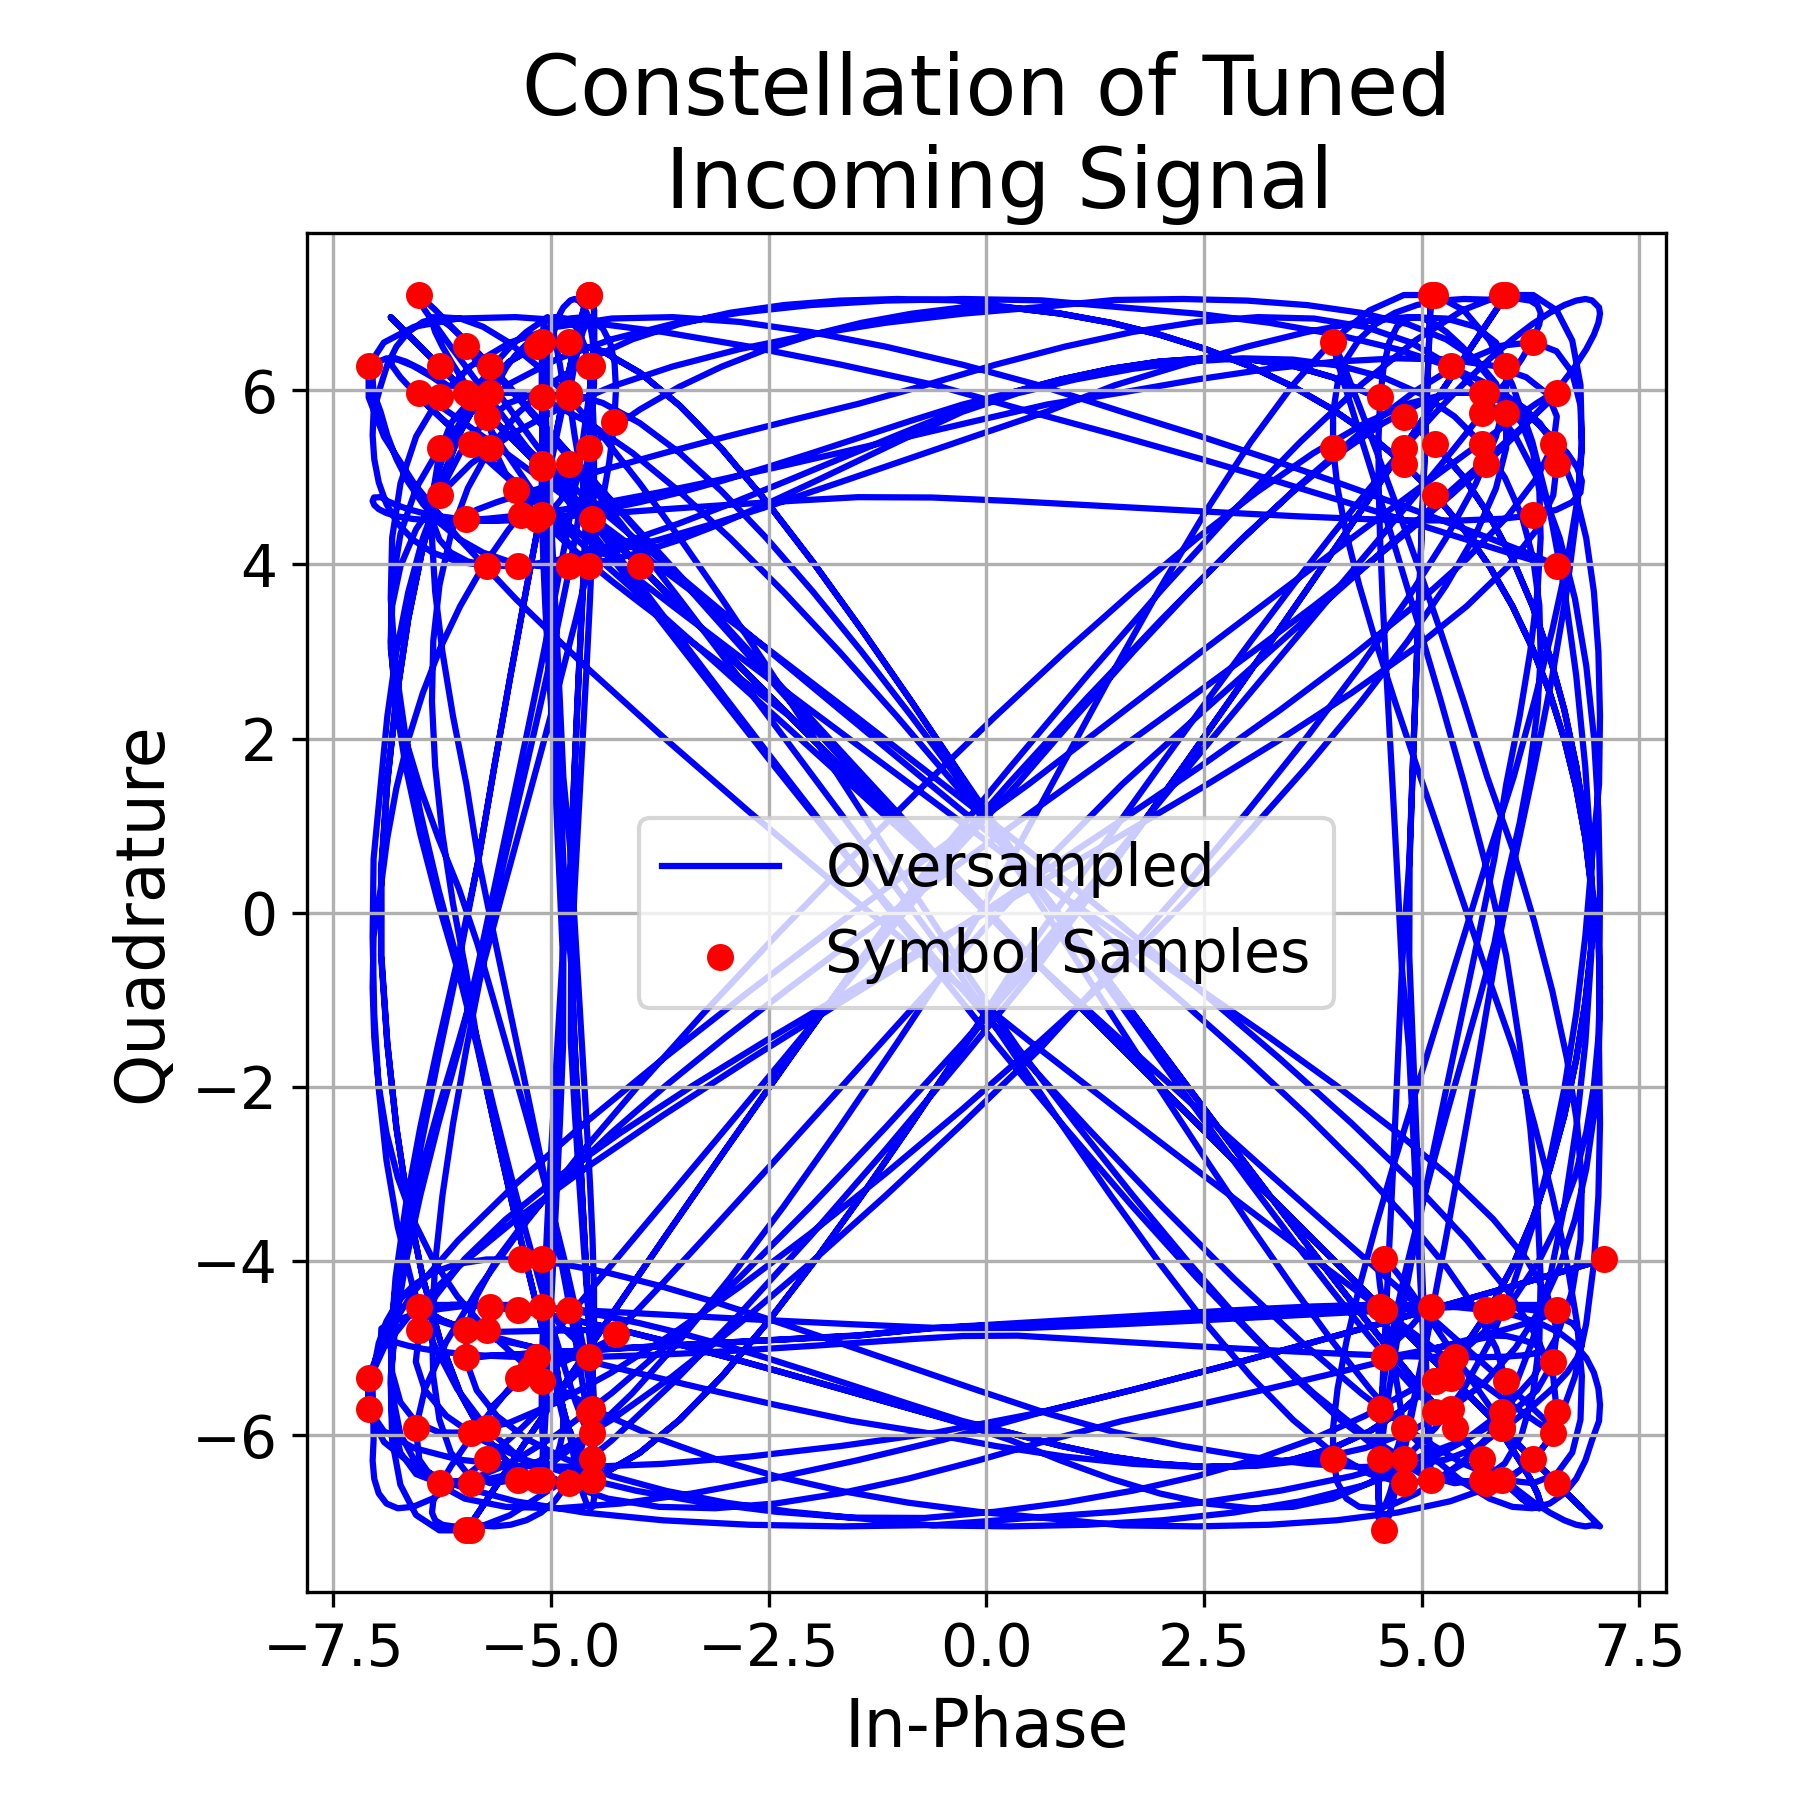 Constellation of Tuned
Incoming Signal
Quadrature
6
4
2
0
−2
−4
−6
Oversampled
Symbol Samples
−7.5 −5.0 −2.5 0.0 2.5 5.0 7.5
In-Phase